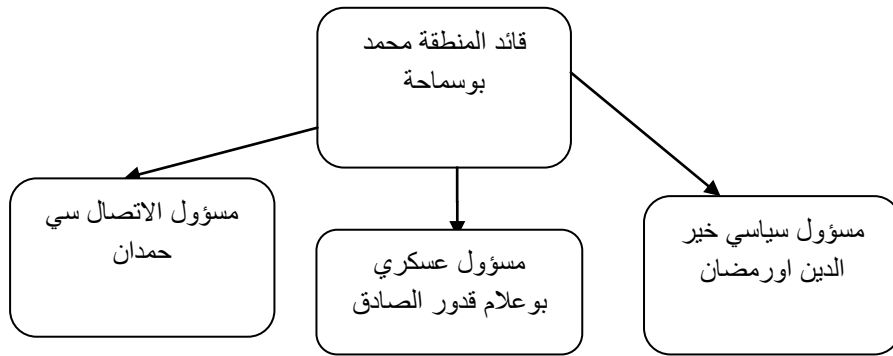 قائد المنطقة محمد
بوسماحة
مسؤول سياسي خير
الدين اورمضان
مسؤول عسكري
بوعلام قدور الصادق
مسؤول الاتصال سي
حمدان